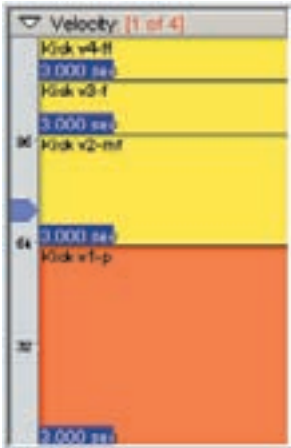 Velocity: [1 of 4]
Kick v4-ff
3.000 sec
Kick v3-f
3.000 sec
96 Kick v2-mf
3.000 sec
64
Kick v1-p
32
3.000 sec